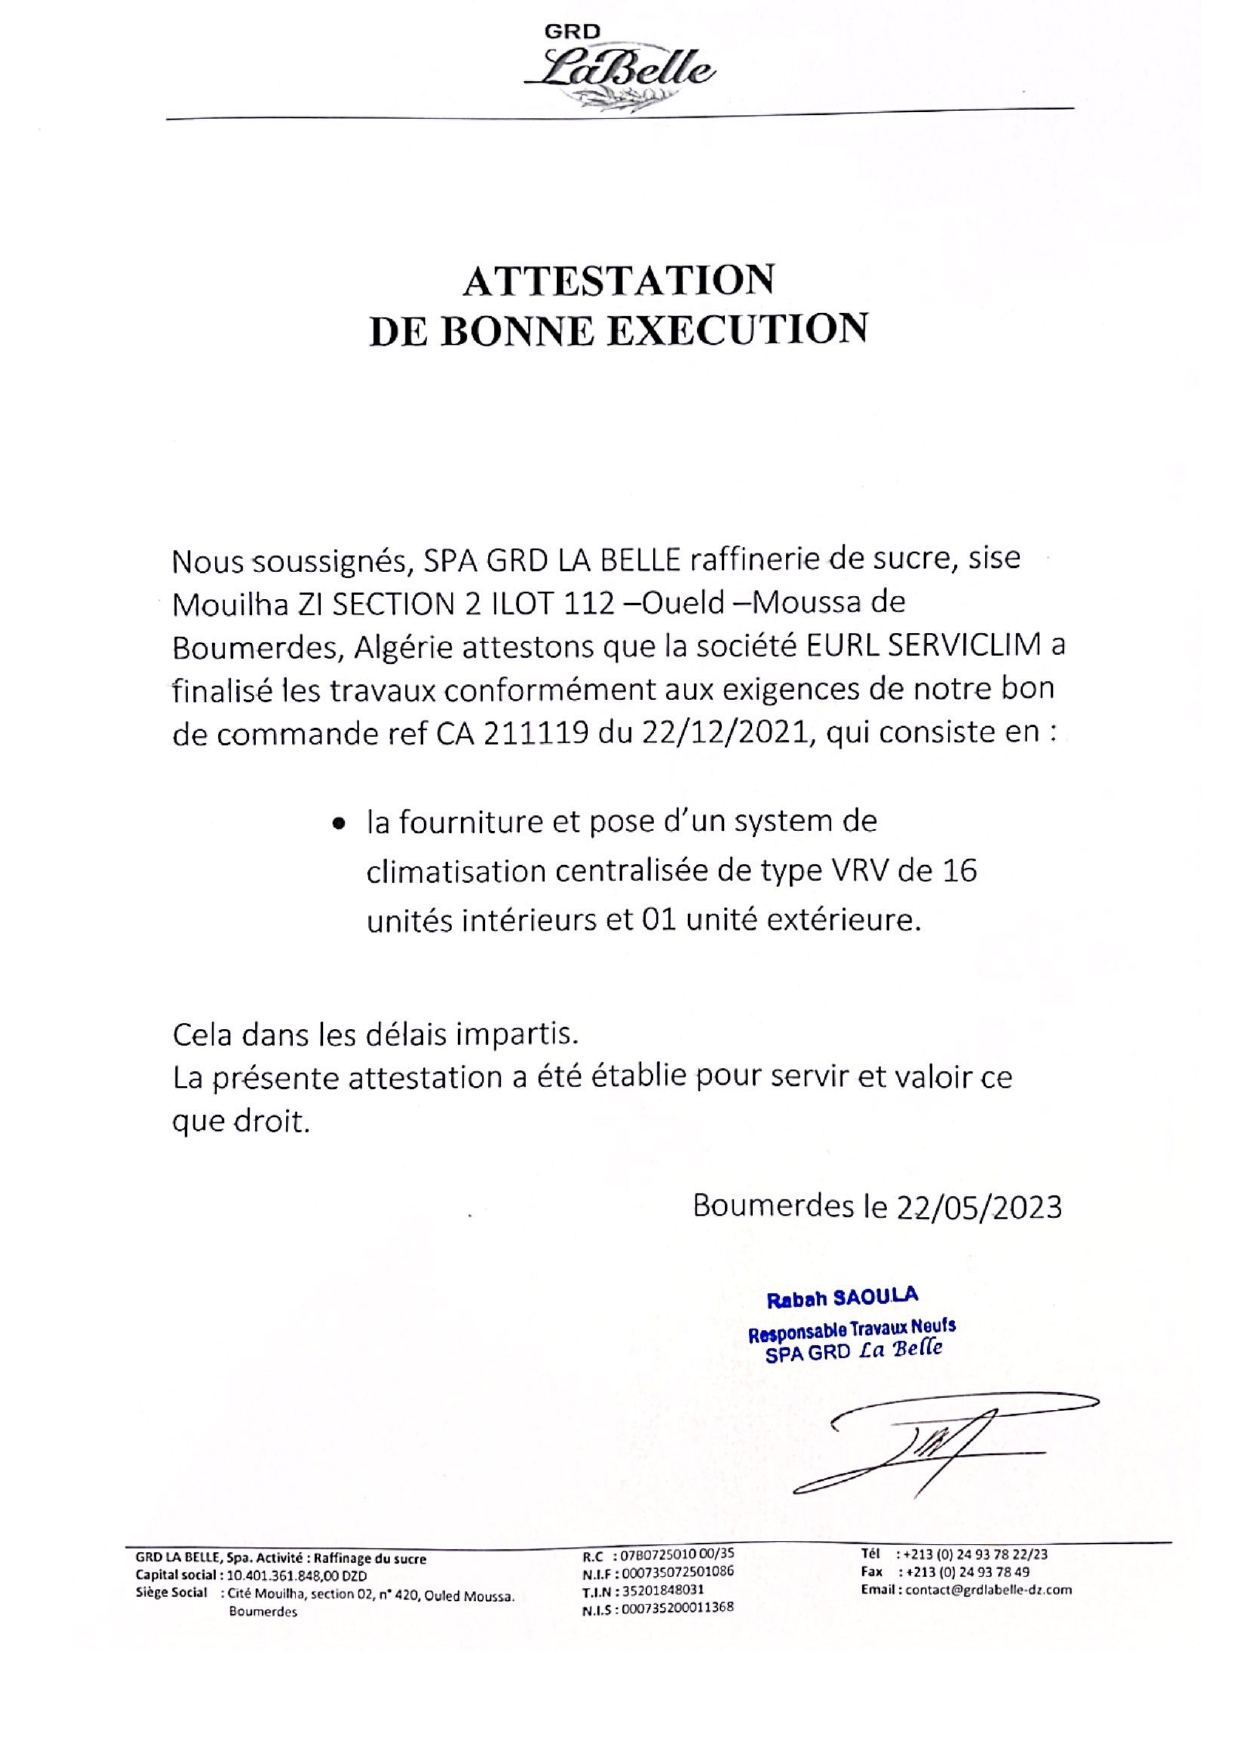 GRD
LaBelle
ATTESTATION
DE BONNE EXECUTION
Nous soussignés, SPA GRD LA BELLE raffinerie de sucre, sise
Mouilha ZI SECTION 2 ILOT 112 –Oueld –Moussa de
Boumerdes, Algérie attestons que la société EURL SERVICLIM a
finalisé les travaux conformément aux exigences de notre bon
de commande ref CA 211119 du 22/12/2021, qui consiste en :
• la fourniture et pose d’un system de
climatisation centralisée de type VRV de 16
unités intérieurs et 01 unité extérieure.
Cela dans les délais impartis.
La présente attestation a été établie pour servir et valoir ce
que droit.
Boumerdes le 22/05/2023
Rabah SAOULA
Responsable Travaux Neufs
SPA GRD La Belle
GRD LA BELLE, Spa. Activité : Raffinage du sucre
Capital social : 10.401.361.848,00 DZD
Siège Social : Cité Mouilha, section 02, n° 420, Ouled Moussa.
Boumerdes
R.C : 07B0725010 00/35
N.I.F : 000735072501086
T.I.N : 35201848031
N.I.S : 000735200011368
Tél : +213 (0) 24 93 78 22/23
Fax : +213 (0) 24 93 78 49
Email : contact@grdlabelle-dz.com